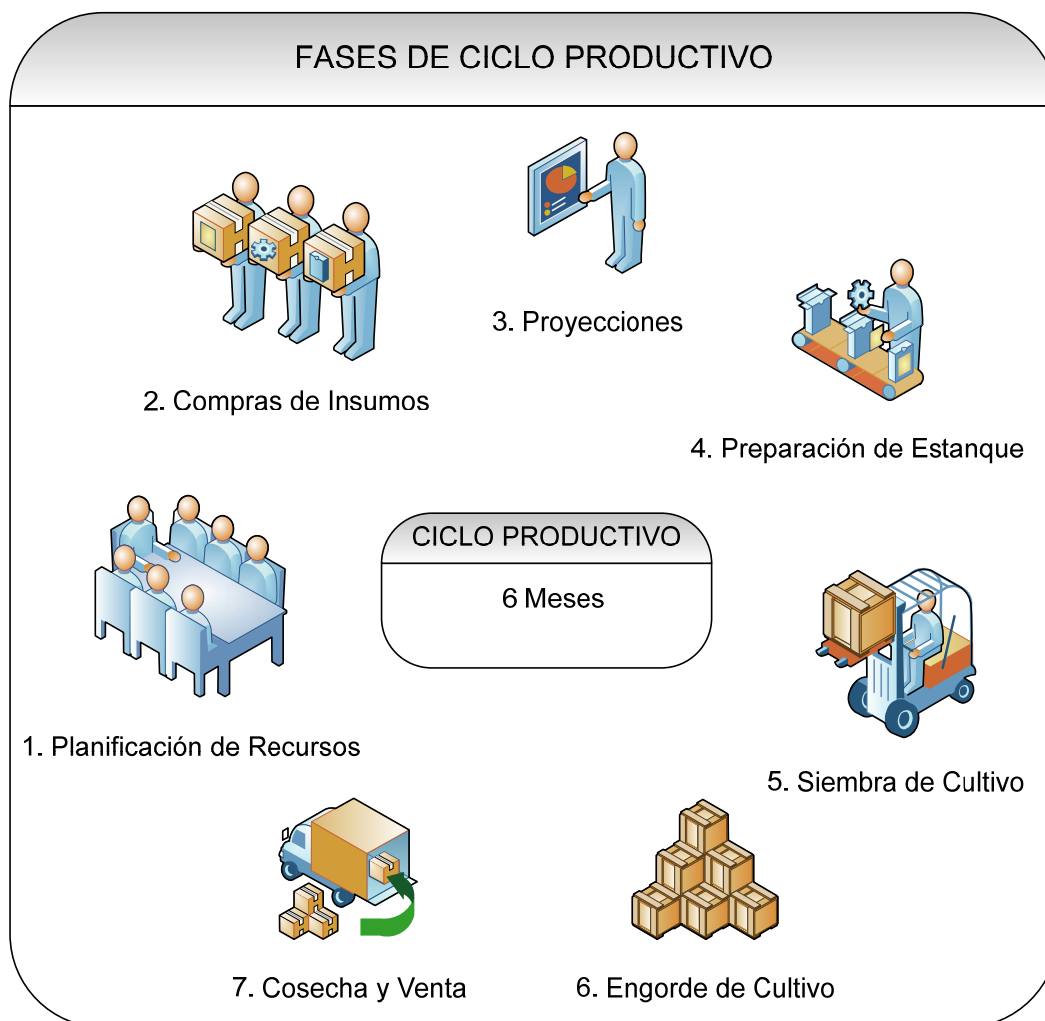 FASES DE CICLO PRODUCTIVO
3. Proyecciones
2. Compras de Insumos
4. Preparación de Estanque
CICLO PRODUCTIVO
6 Meses
1. Planificación de Recursos
5. Siembra de Cultivo
7. Cosecha y Venta
6. Engorde de Cultivo